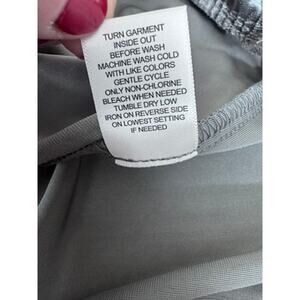 TURN GARMENT
INSIDE OUT
BEFORE WASH
MACHINE WASH COLD
WITH LIKE COLORS
GENTLE CYCLE
ONLY NON-CHLORINE
BLEACH WHEN NEEDED
TUMBLE DRY LOW
IRON ON REVERSE SIDE
ON LOWEST SETTING
IF NEEDED